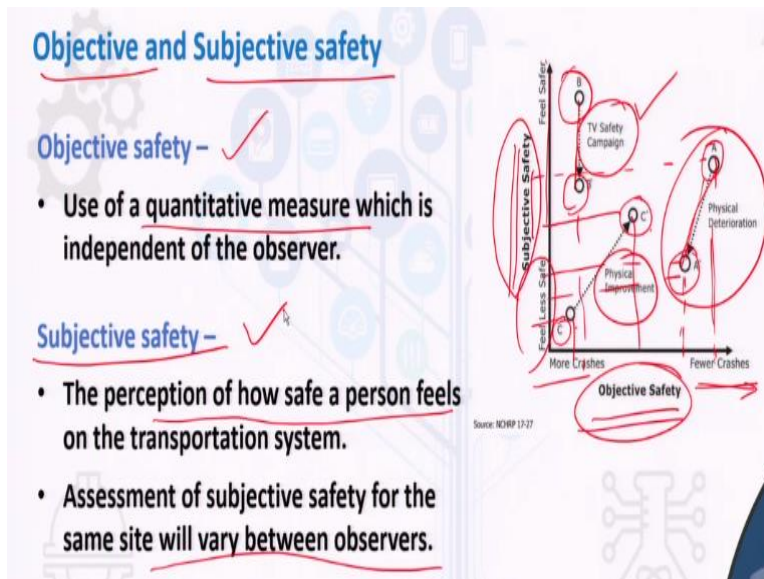 Objective and Subjective safety
Objective safety –
• Use of a quantitative measure which is
independent of the observer.
Subjective safety –
• The perception of how safe a person feels
on the transportation system.
• Assessment of subjective safety for the
same site will vary between observers.
Feel Safer
Subjective Safety
Feel Less Safe
B
TV Safety
Campaign
B'
A
Physical
Deterioration
A'
C'
Physical
Improvement
C
More Crashes
Fewer Crashes
Objective Safety
Source: NCHRP 17-27